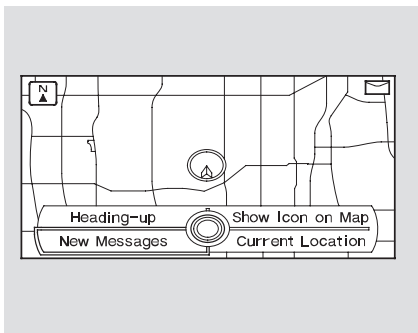 N
Heading-up
Show Icon on Map
New Messages
Current Location